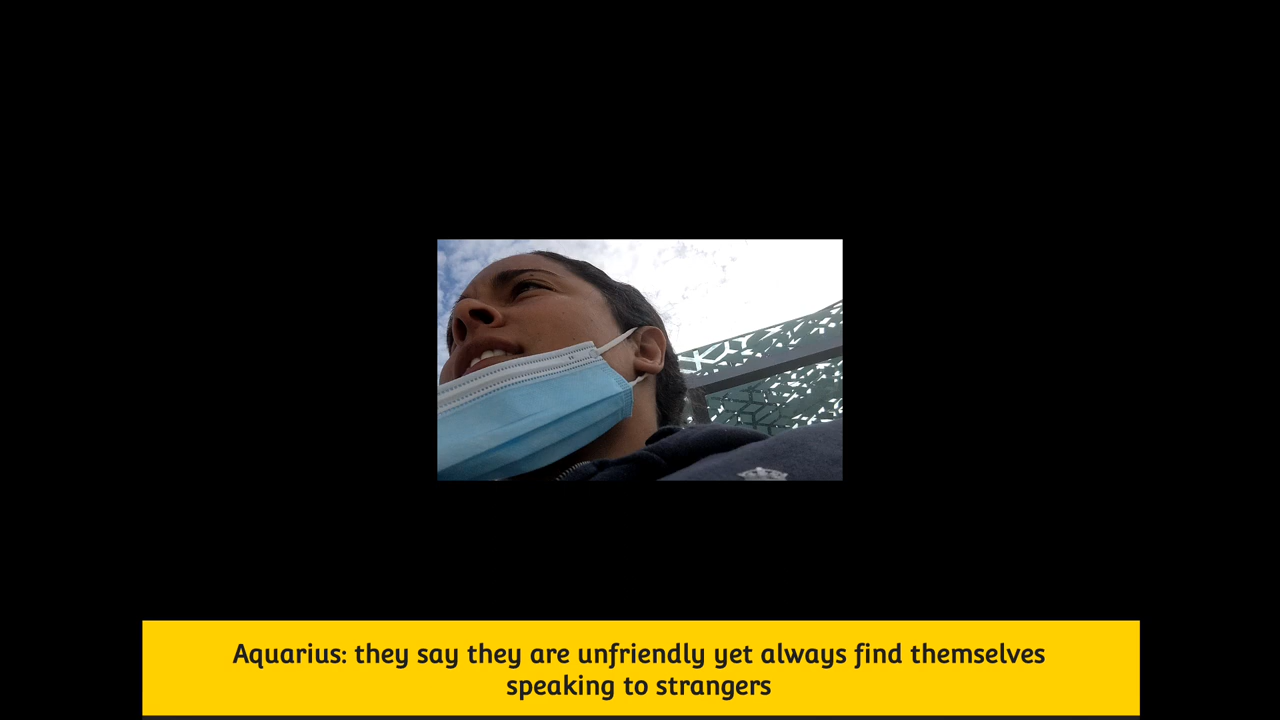 Aquarius: they say they are unfriendly yet always find themselves
speaking to strangers